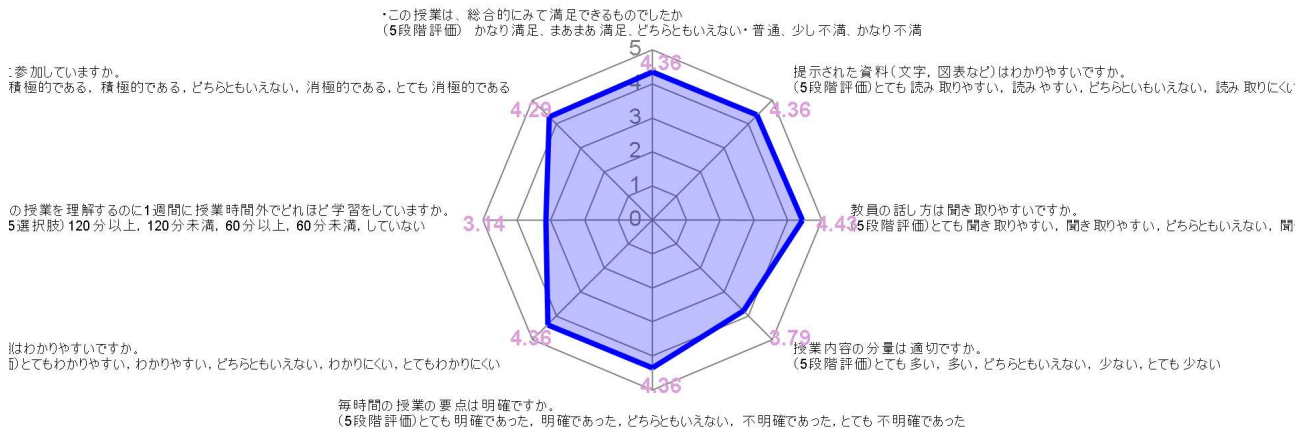 ・この授業は、総合的にみて満足できるものでしたか
(5段階評価) かなり満足、まあまあ満足、どちらともいえない・普通、少し不満、かなり不満
4.36
提示された資料(文字，図表など)はわかりやすいですか。
(5段階評価)とても読み取りやすい，読みやすい，どちらといもいえない，読み取りにくい
4.36
教員の話し方は聞き取りやすいですか。
(5段階評価)とても聞き取りやすい，聞き取りやすい，どちらともいえない，聞
4.43
授業内容の分量は適切ですか。
(5段階評価)とても多い，多い，どちらともいえない，少ない，とても少ない
3.79
毎時間の授業の要点は明確ですか。
(5段階評価)とても明確であった，明確であった，どちらともいえない，不明確であった，とても不明確であった
4.36
はわかりやすいですか。
とてもわかりやすい，わかりやすい，どちらともいえない，わかりにくい，とてもわかりにくい
4.36
の授業を理解するのに1週間に授業時間外でどれほど学習をしていますか。
5選択肢)120分以上，120分未満，60分以上，60分未満，していない
3.14
に参加していますか。
積極的である，積極的である，どちらともいえない，消極的である，とても消極的である
4.29
5
4
3
2
1
0